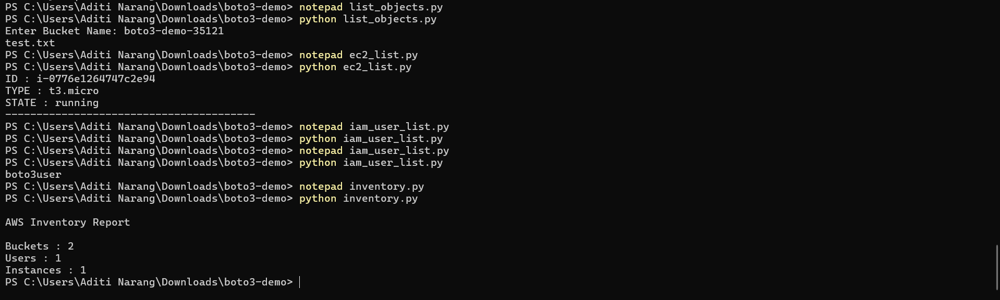 PS C:\Users\Aditi Narang\Downloads\boto3-demo> notepad list_objects.py
PS C:\Users\Aditi Narang\Downloads\boto3-demo> python list_objects.py
Enter Bucket Name: boto3-demo-35121
test.txt
PS C:\Users\Aditi Narang\Downloads\boto3-demo> notepad ec2_list.py
PS C:\Users\Aditi Narang\Downloads\boto3-demo> python ec2_list.py
ID : i-0776e1264747c2e94
TYPE : t3.micro
STATE : running
----------------------------------------
PS C:\Users\Aditi Narang\Downloads\boto3-demo> notepad iam_user_list.py
PS C:\Users\Aditi Narang\Downloads\boto3-demo> python iam_user_list.py
PS C:\Users\Aditi Narang\Downloads\boto3-demo> notepad iam_user_list.py
PS C:\Users\Aditi Narang\Downloads\boto3-demo> python iam_user_list.py
boto3user
PS C:\Users\Aditi Narang\Downloads\boto3-demo> notepad inventory.py
PS C:\Users\Aditi Narang\Downloads\boto3-demo> python inventory.py
AWS Inventory Report
Buckets : 2
Users : 1
Instances : 1
PS C:\Users\Aditi Narang\Downloads\boto3-demo>